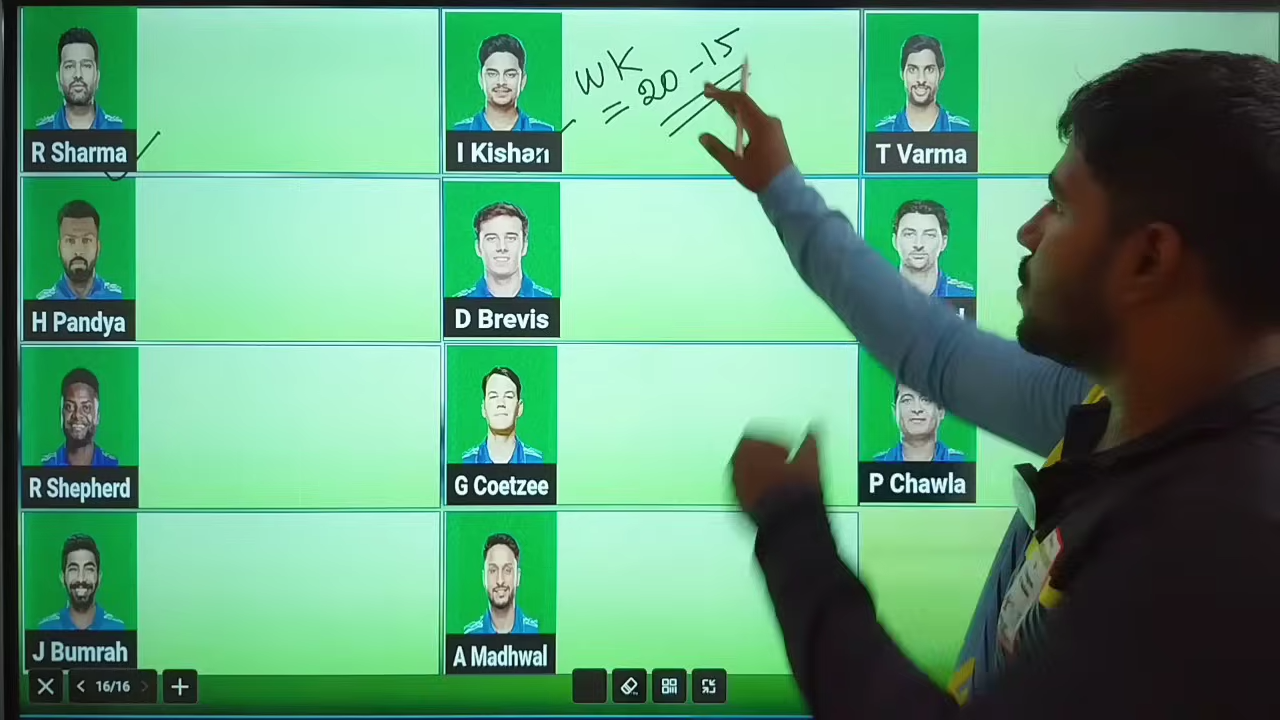 R Sharma
I Kishan
WK
= 20-15
T Varma
H Pandya
D Brevis
R Shepherd
G Coetzee
P Chawla
J Bumrah
A Madhwal
16/16